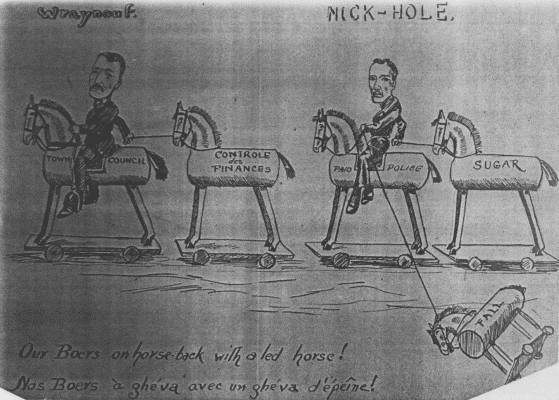 Wraynouf.
NICK-HOLE.
TOWN COUNCIL
CONTROLE
des
FINANCES
PAID POLICE
SUGAR
FALL
Our Boers on horse-back with a led horse!
Nos Boers à ghéva avec un ghéva d'épeîne!